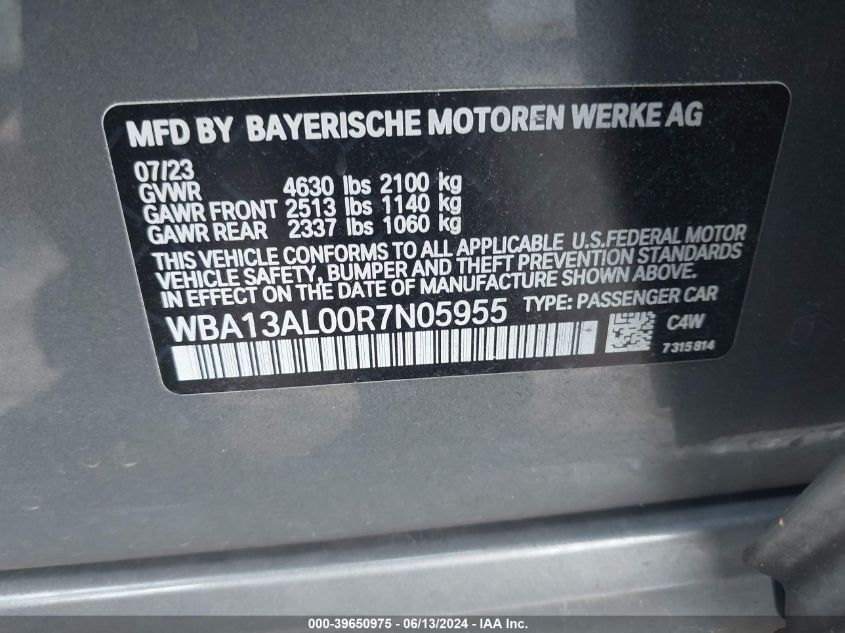 MFD BY BAYERISCHE MOTOREN WERKE AG
07/23
GVWR 4630 lbs 2100 kg
GAWR FRONT 2513 lbs 1140 kg
GAWR REAR 2337 lbs 1060 kg
THIS VEHICLE CONFORMS TO ALL APPLICABLE U.S.FEDERAL MOTOR
VEHICLE SAFETY, BUMPER AND THEFT PREVENTION STANDARDS
IN EFFECT ON THE DATE OF MANUFACTURE SHOWN ABOVE.
WBA13AL00R7N05955 TYPE: PASSENGER CAR
C4W
7315814
000-39650975 - 06/13/2024 - IAA Inc.